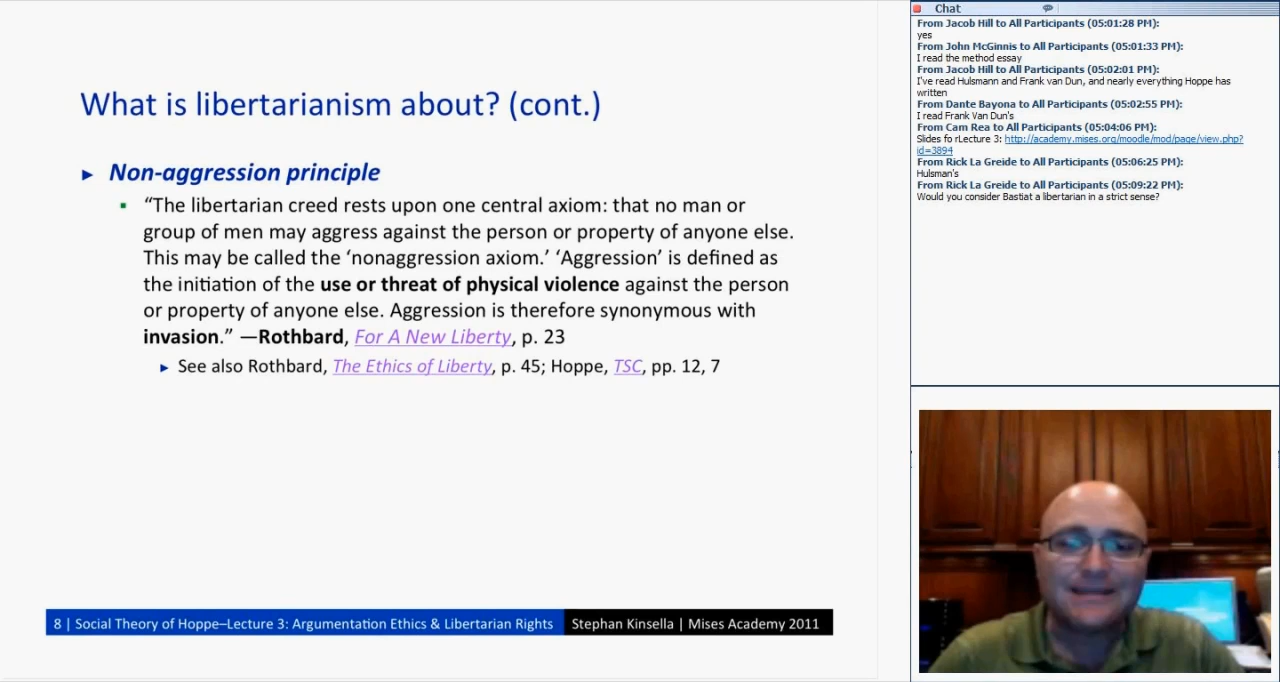 What is libertarianism about? (cont.)
► Non-aggression principle
▪ “The libertarian creed rests upon one central axiom: that no man or
group of men may aggress against the person or property of anyone else.
This may be called the ‘nonaggression axiom.’ ‘Aggression’ is defined as
the initiation of the use or threat of physical violence against the person
or property of anyone else. Aggression is therefore synonymous with
invasion.” —Rothbard, For A New Liberty, p. 23
► See also Rothbard, The Ethics of Liberty, p. 45; Hoppe, TSC, pp. 12, 7
8 | Social Theory of Hoppe–Lecture 3: Argumentation Ethics & Libertarian Rights
Stephan Kinsella | Mises Academy 2011
Chat
From Jacob Hill to All Participants (05:01:28 PM):
yes
From John McGinnis to All Participants (05:01:33 PM):
I read the method essay
From Jacob Hill to All Participants (05:02:01 PM):
I've read Hulsmann and Frank van Dun, and nearly everything Hoppe has
written
From Dante Bayona to All Participants (05:02:55 PM):
I read Frank Van Dun's
From Cam Rea to All Participants (05:04:06 PM):
Slides fo rLecture 3: http://academy.mises.org/moodle/mod/page/view.php?
id=3894
From Rick La Greide to All Participants (05:06:25 PM):
Hulsman's
From Rick La Greide to All Participants (05:09:22 PM):
Would you consider Bastiat a libertarian in a strict sense?